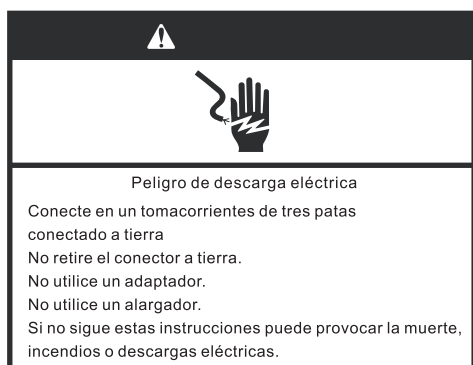 Peligro de descarga eléctrica
Conecte en un tomacorrientes de tres patas
conectado a tierra
No retire el conector a tierra.
No utilice un adaptador.
No utilice un alargador.
Si no sigue estas instrucciones puede provocar la muerte,
incendios o descargas eléctricas.